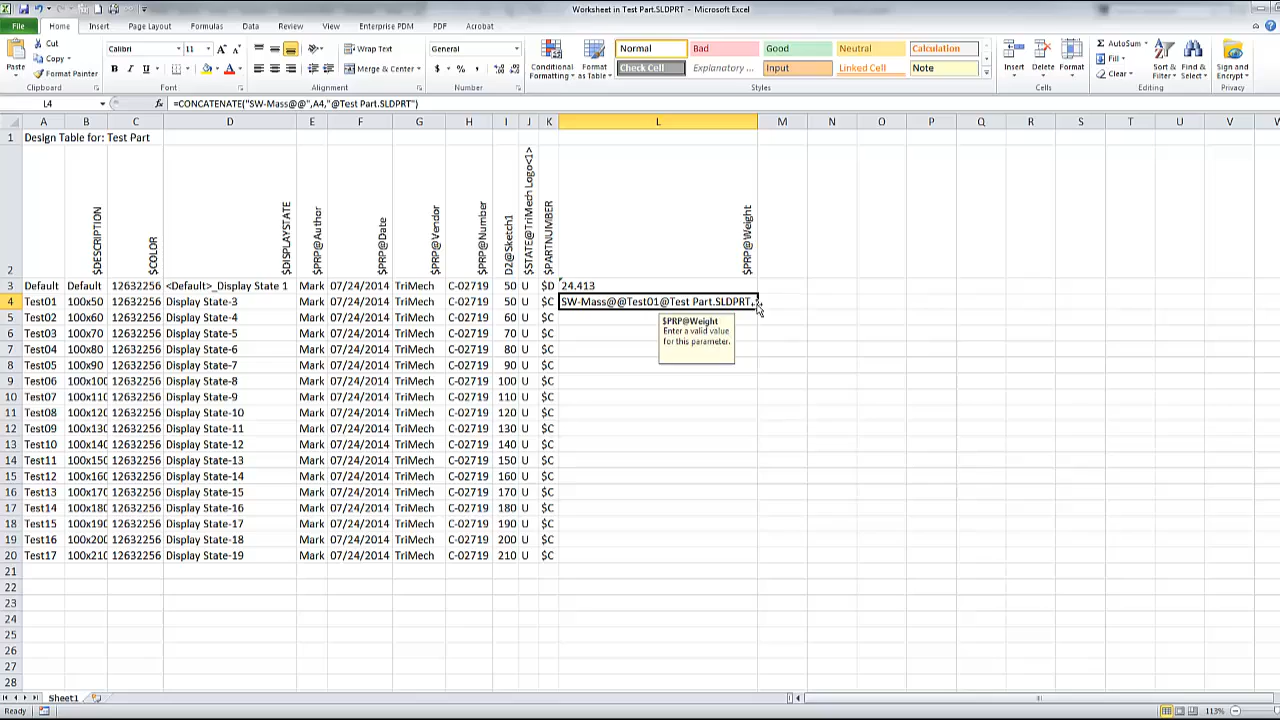 Worksheet in Test Part.SLDPRT - Microsoft Excel
File Home Insert Page Layout Formulas Data Review View Enterprise PDM PDF Acrobat
Cut
Copy
Format Painter
Paste
Clipboard
Calibri 11
B I U
Font
Wrap Text
Merge & Center
Alignment
General
$ % ,
Number
Conditional Formatting
Format as Table
Normal Bad Good Neutral Calculation
Check Cell Explanatory ... Input Linked Cell Note
Styles
Insert Delete Format
Cells
AutoSum
Fill
Clear
Sort & Filter
Find & Select
Editing
Sign and Encrypt
Privacy
L4 fx =CONCATENATE("SW-Mass@@",A4,"@Test Part.SLDPRT")
A B C D E F G H I J K L M N O P Q R S T U V W
1 Design Table for: Test Part
2 $DESCRIPTION $COLOR $DISPLAYSTATE $PRP@Author $PRP@Date $PRP@Vendor $PRP@Number D2@Sketch1 $STATE@TriMech Logo<1> $PARTNUMBER $PRP@Weight
3 Default Default 12632256 <Default>_Display State 1 Mark 07/24/2014 TriMech C-02719 50 U $D 24.413
4 Test01 100x50 12632256 Display State-3 Mark 07/24/2014 TriMech C-02719 50 U $C SW-Mass@@Test01@Test Part.SLDPRT
5 Test02 100x60 12632256 Display State-4 Mark 07/24/2014 TriMech C-02719 60 U $C
6 Test03 100x70 12632256 Display State-5 Mark 07/24/2014 TriMech C-02719 70 U $C
7 Test04 100x80 12632256 Display State-6 Mark 07/24/2014 TriMech C-02719 80 U $C
8 Test05 100x90 12632256 Display State-7 Mark 07/24/2014 TriMech C-02719 90 U $C
9 Test06 100x100 12632256 Display State-8 Mark 07/24/2014 TriMech C-02719 100 U $C
10 Test07 100x110 12632256 Display State-9 Mark 07/24/2014 TriMech C-02719 110 U $C
11 Test08 100x120 12632256 Display State-10 Mark 07/24/2014 TriMech C-02719 120 U $C
12 Test09 100x130 12632256 Display State-11 Mark 07/24/2014 TriMech C-02719 130 U $C
13 Test10 100x140 12632256 Display State-12 Mark 07/24/2014 TriMech C-02719 140 U $C
14 Test11 100x150 12632256 Display State-13 Mark 07/24/2014 TriMech C-02719 150 U $C
15 Test12 100x160 12632256 Display State-14 Mark 07/24/2014 TriMech C-02719 160 U $C
16 Test13 100x170 12632256 Display State-15 Mark 07/24/2014 TriMech C-02719 170 U $C
17 Test14 100x180 12632256 Display State-16 Mark 07/24/2014 TriMech C-02719 180 U $C
18 Test15 100x190 12632256 Display State-17 Mark 07/24/2014 TriMech C-02719 190 U $C
19 Test16 100x200 12632256 Display State-18 Mark 07/24/2014 TriMech C-02719 200 U $C
20 Test17 100x210 12632256 Display State-19 Mark 07/24/2014 TriMech C-02719 210 U $C
$PRP@Weight
Enter a valid value
for this parameter.
21
22
23
24
25
26
27
28
Sheet1
Ready
113%